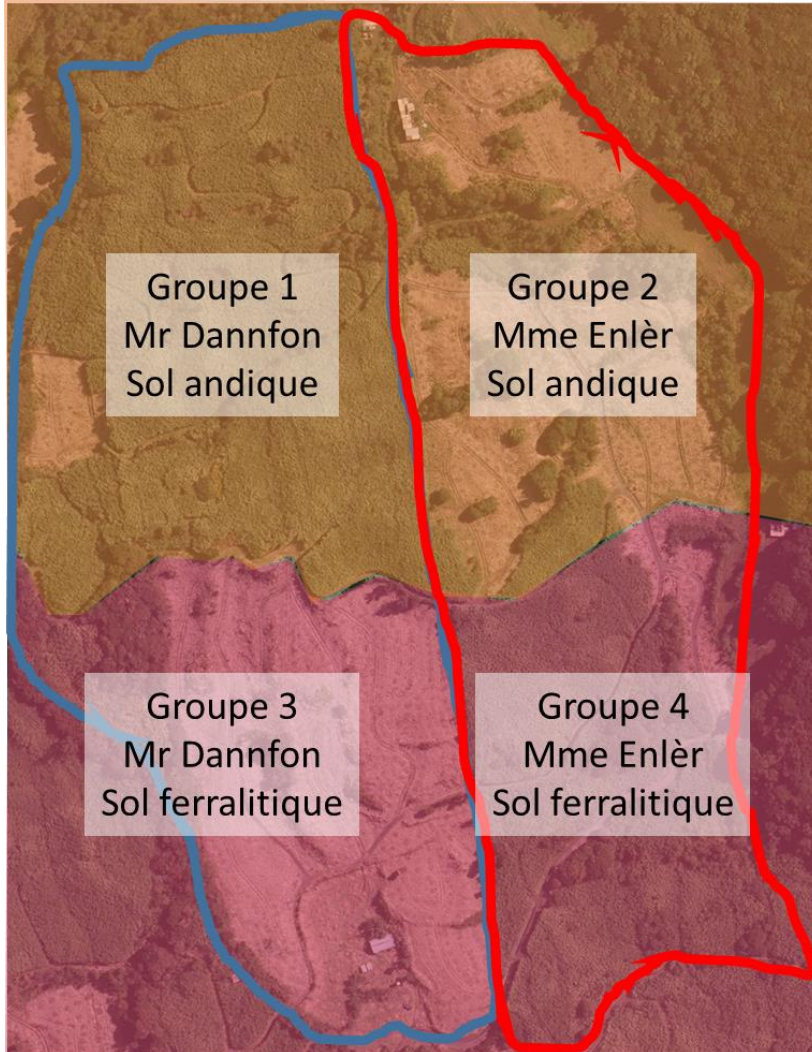 Groupe 1
Mr Dannfon
Sol andique
Groupe 2
Mme Enlèr
Sol andique
Groupe 3
Mr Dannfon
Sol ferralitique
Groupe 4
Mme Enlèr
Sol ferralitique